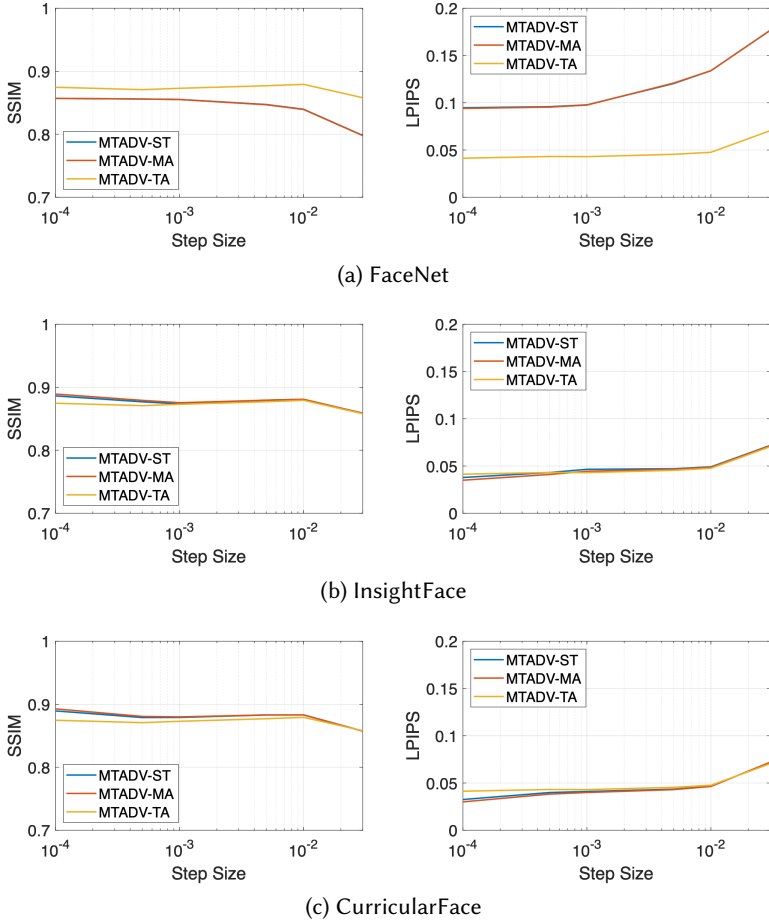 1
0.9
0.8
0.7
SSIM
MTADV-ST
MTADV-MA
MTADV-TA
10-4 10-3 10-2
Step Size
0.2
0.15
0.1
0.05
0
LPIPS
MTADV-ST
MTADV-MA
MTADV-TA
10-4 10-3 10-2
Step Size
(a) FaceNet
1
0.9
0.8
0.7
SSIM
MTADV-ST
MTADV-MA
MTADV-TA
10-4 10-3 10-2
Step Size
0.2
0.15
0.1
0.05
0
LPIPS
MTADV-ST
MTADV-MA
MTADV-TA
10-4 10-3 10-2
Step Size
(b) InsightFace
1
0.9
0.8
0.7
SSIM
MTADV-ST
MTADV-MA
MTADV-TA
10-4 10-3 10-2
Step Size
0.2
0.15
0.1
0.05
0
LPIPS
MTADV-ST
MTADV-MA
MTADV-TA
10-4 10-3 10-2
Step Size
(c) CurricularFace